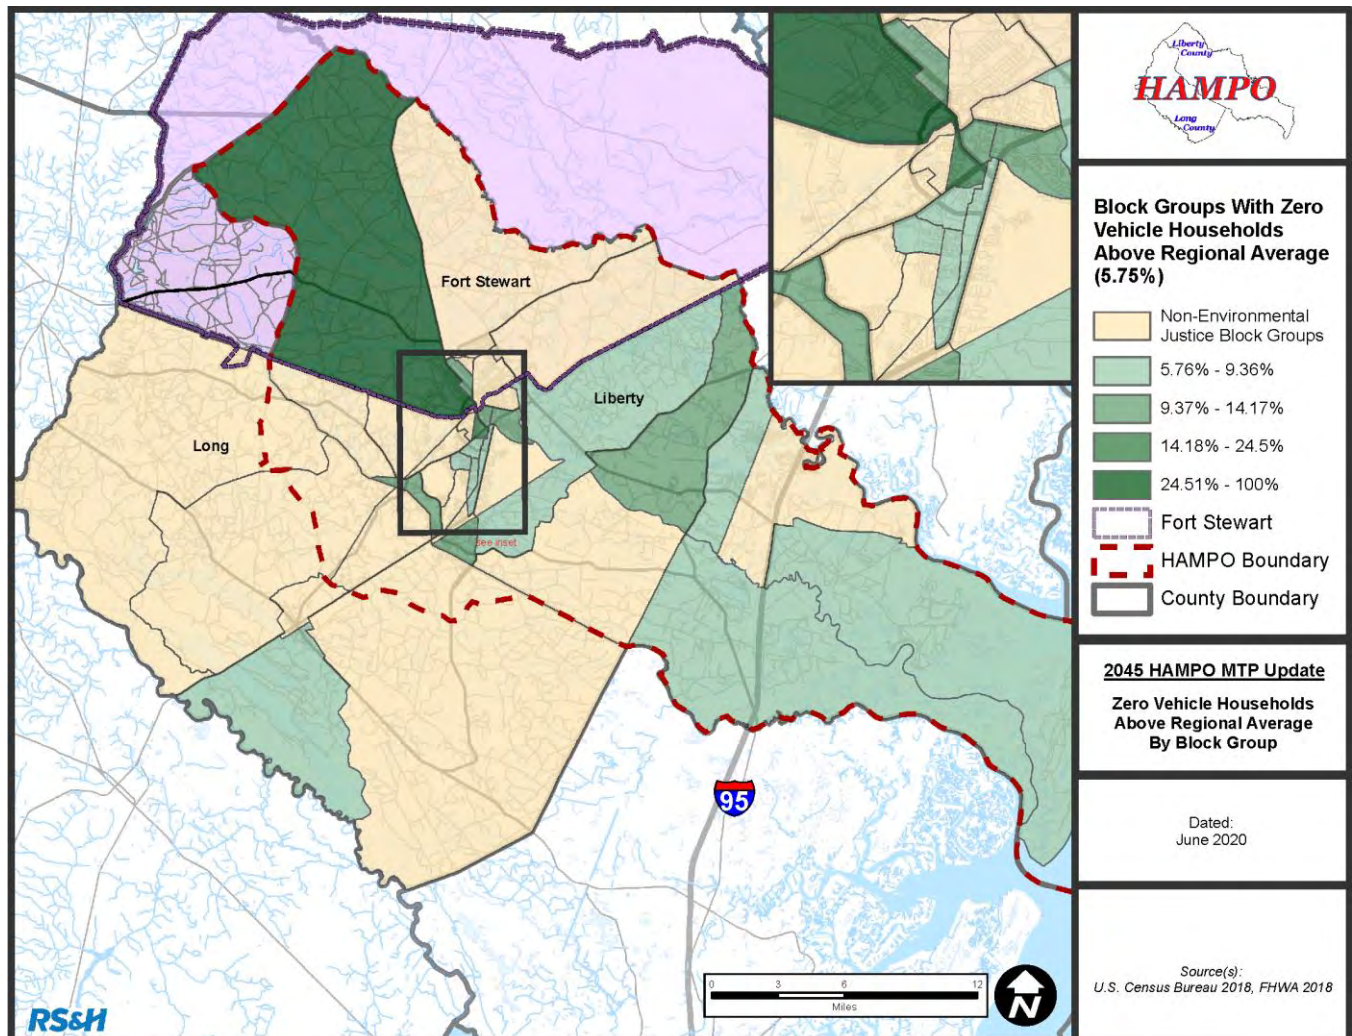 Fort Stewart
Liberty
Long
See inset
95
0 3 6 12
Miles
N
RS&H
Liberty
County
HAMPO
Long
County
Block Groups With Zero
Vehicle Households
Above Regional Average
(5.75%)
Non-Environmental
Justice Block Groups
5.76% - 9.36%
9.37% - 14.17%
14.18% - 24.5%
24.51% - 100%
Fort Stewart
HAMPO Boundary
County Boundary
2045 HAMPO MTP Update
Zero Vehicle Households
Above Regional Average
By Block Group
Dated:
June 2020
Source(s):
U.S. Census Bureau 2018, FHWA 2018